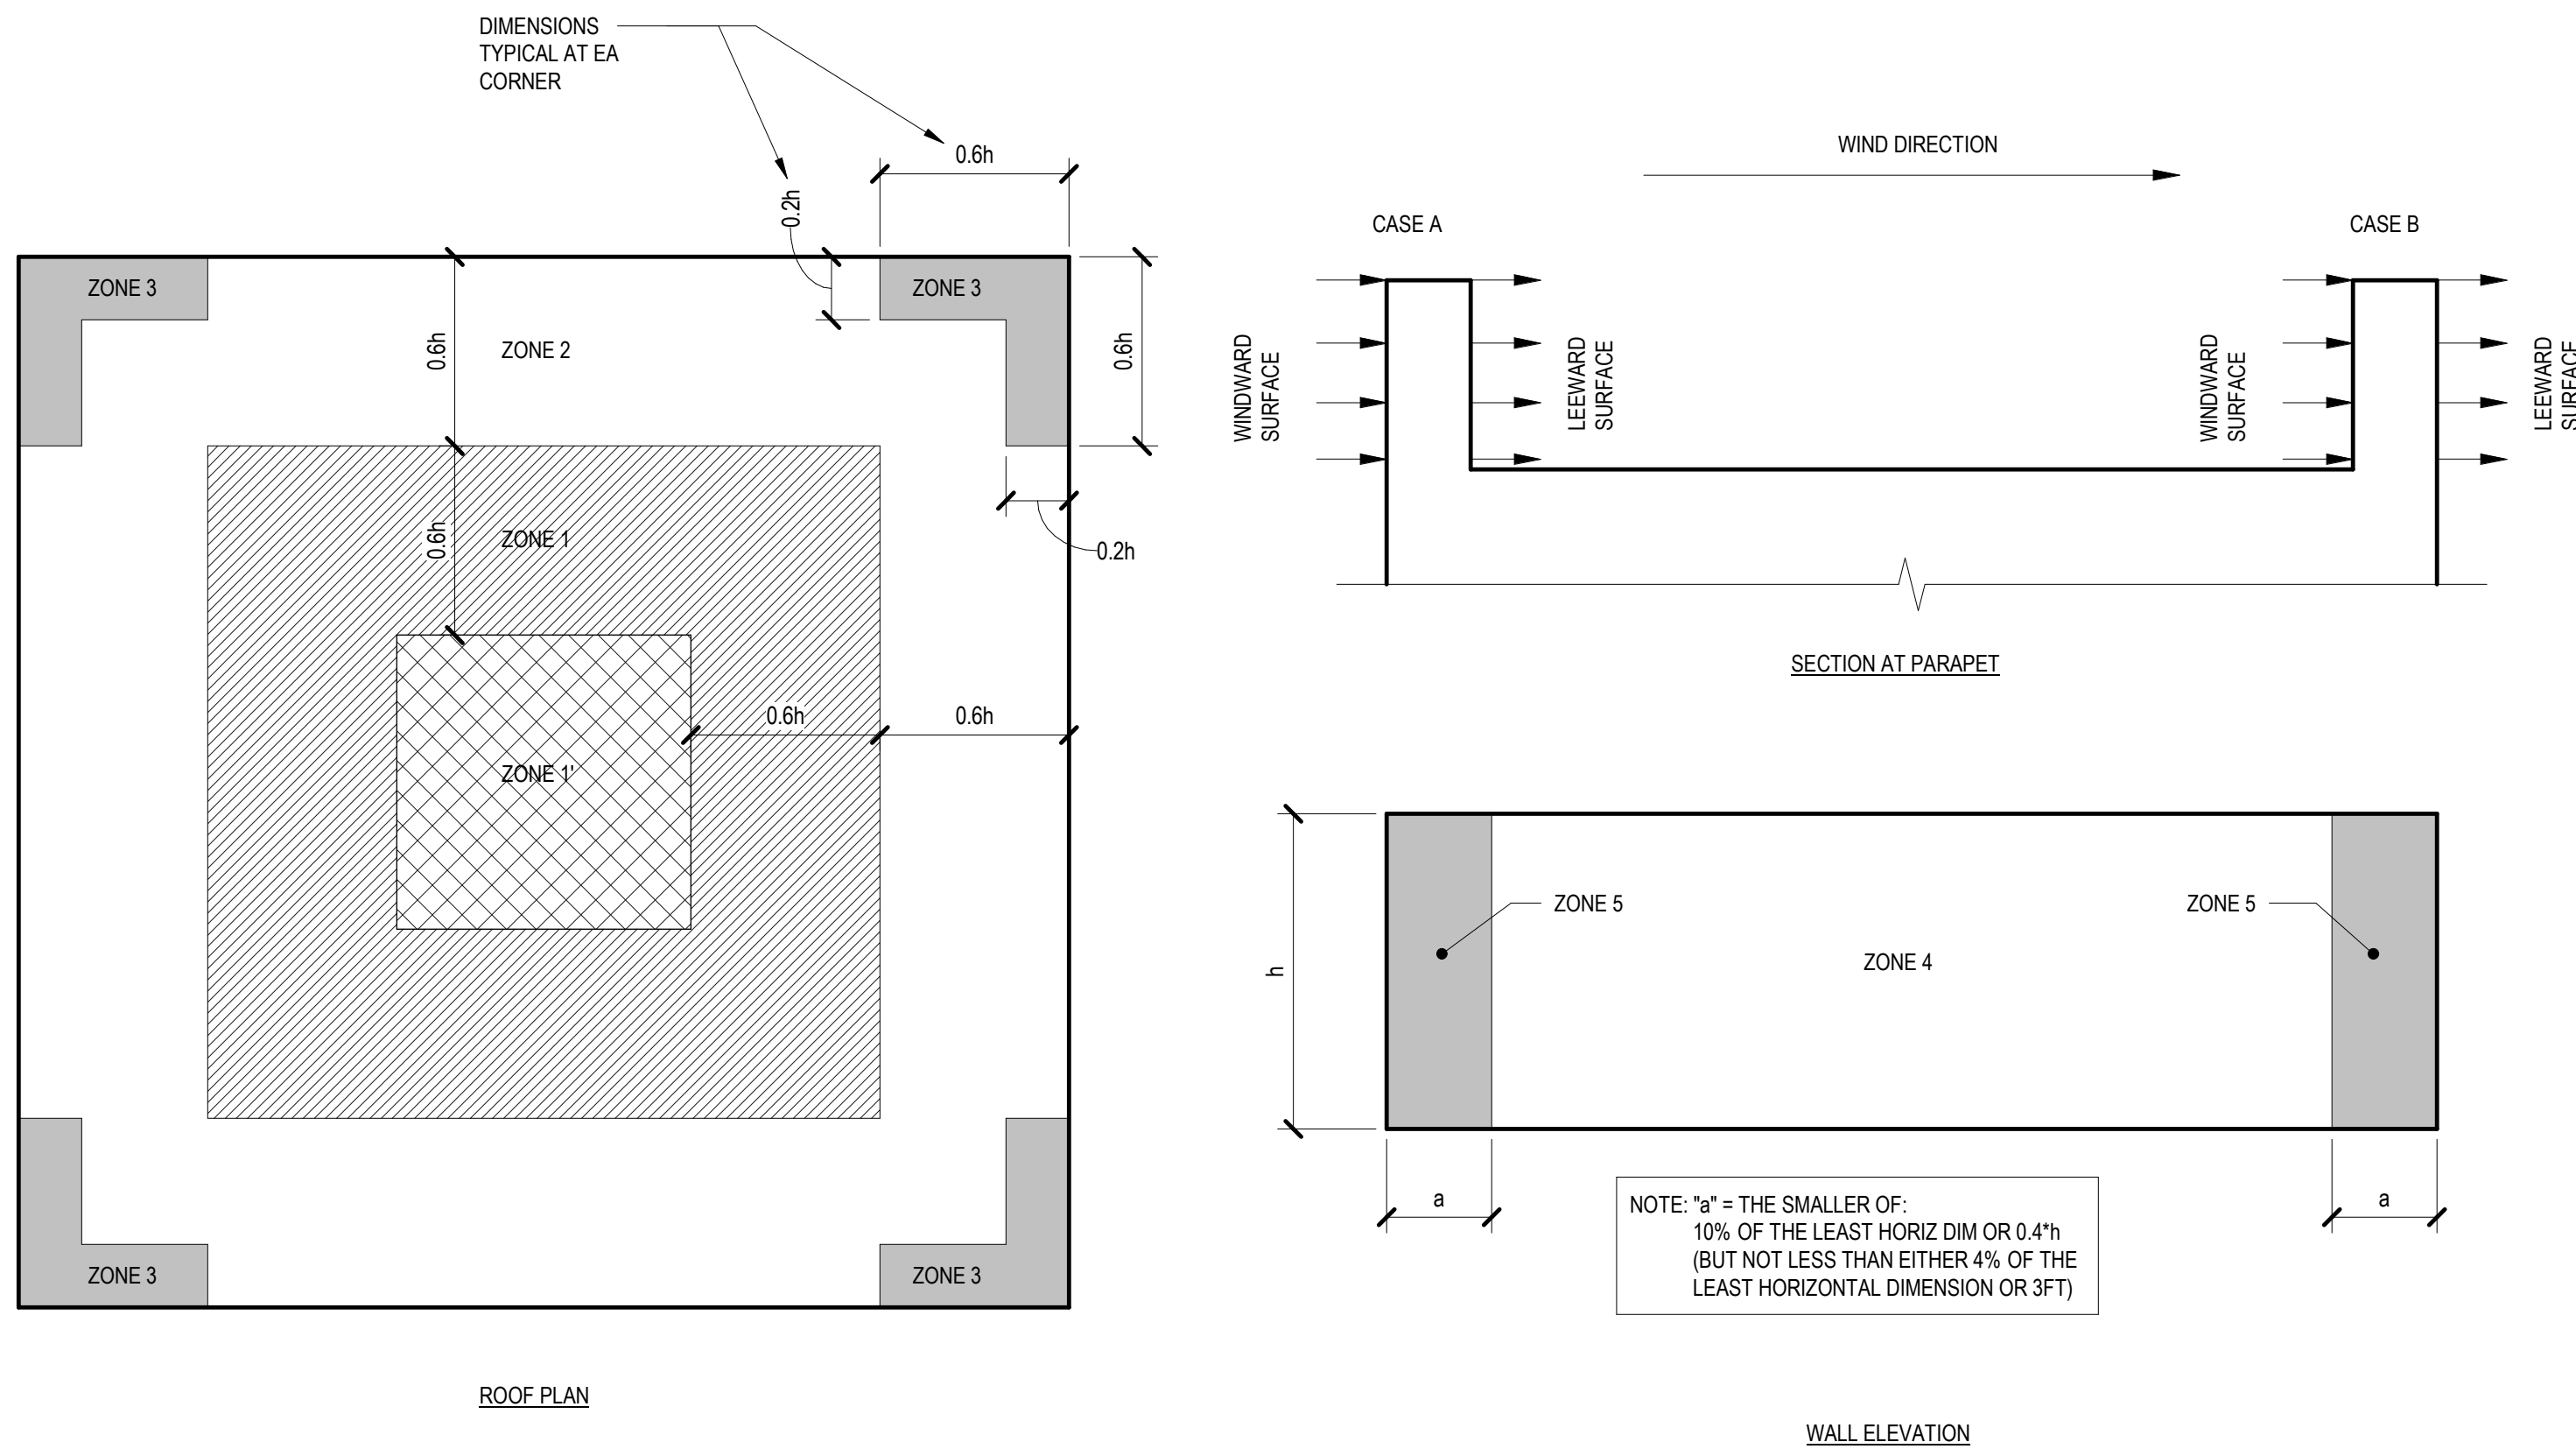 DIMENSIONS
TYPICAL AT EA
CORNER
0.6h
0.2h
ZONE 3
ZONE 3
0.6h
ZONE 2
0.6h
0.6h
ZONE 1
0.2h
0.6h
0.6h
ZONE 1'
ZONE 3
ZONE 3
ROOF PLAN
WIND DIRECTION
CASE A
CASE B
WINDWARD
SURFACE
LEEWARD
SURFACE
WINDWARD
SURFACE
LEEWARD
SURFACE
SECTION AT PARAPET
ZONE 5
ZONE 5
ZONE 4
h
a
a
NOTE: "a" = THE SMALLER OF:
10% OF THE LEAST HORIZ DIM OR 0.4*h
(BUT NOT LESS THAN EITHER 4% OF THE
LEAST HORIZONTAL DIMENSION OR 3FT)
WALL ELEVATION